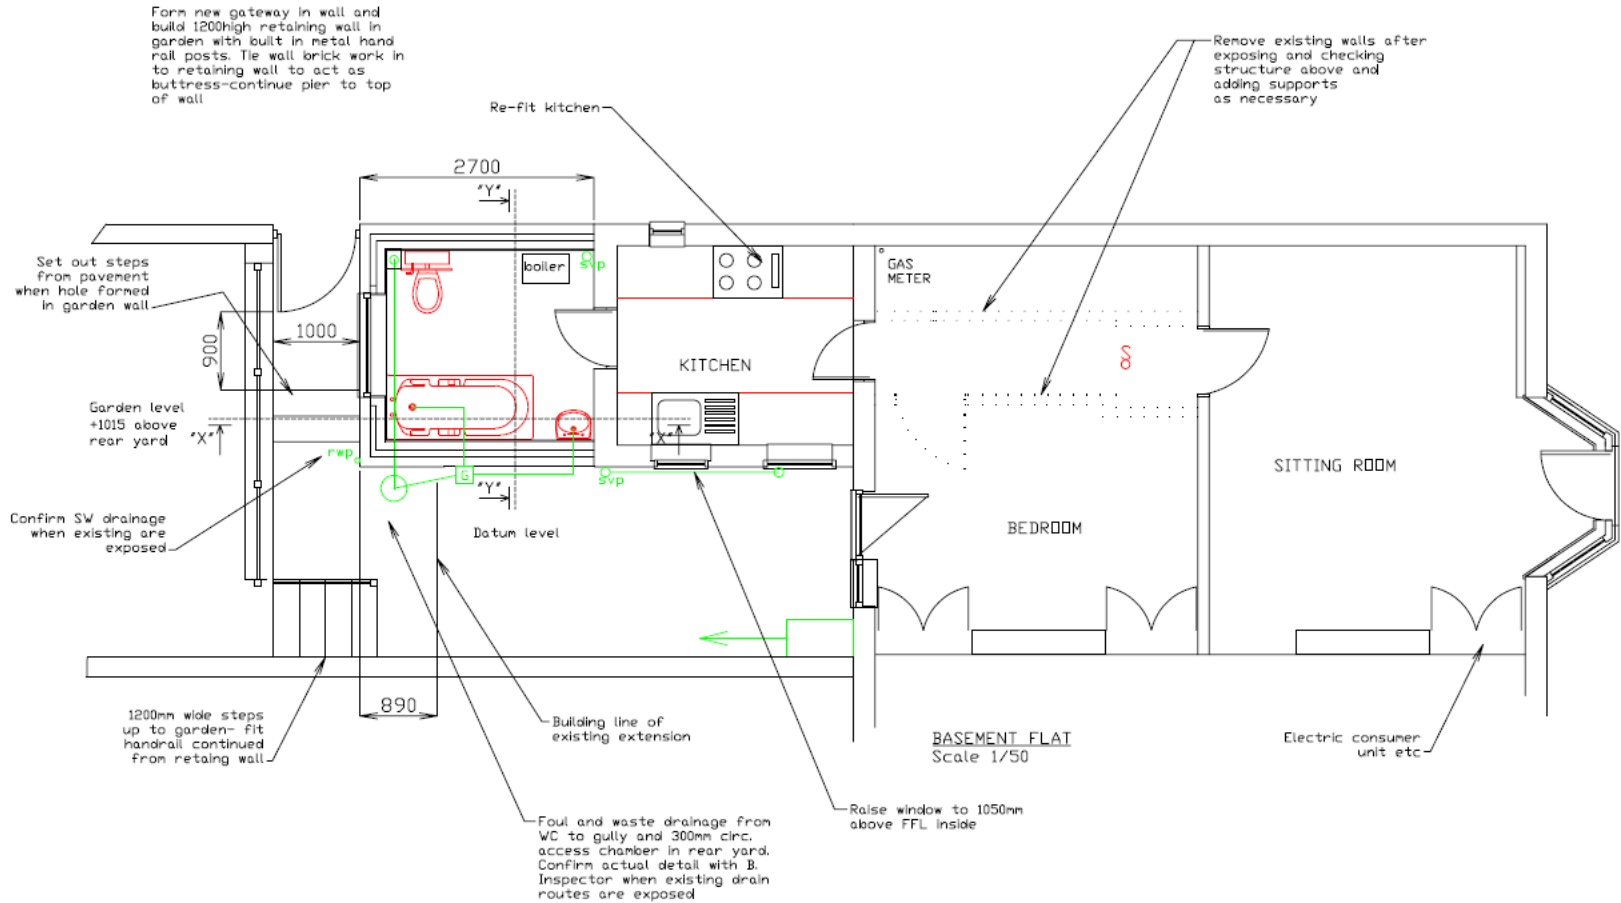 Form new gateway in wall and
build 1200high retaining wall in
garden with built in metal hand
rail posts. Tie wall brick work in
to retaining wall to act as
buttress-continue pier to top
of wall
Remove existing walls after
exposing and checking
structure above and
adding supports
as necessary
Re-fit kitchen
2700
"Y"
Set out steps
from pavement
when hole formed
in garden wall
boiler
svp
GAS
METER
1000
900
KITCHEN
S
Garden level
+1015 above
rear yard
"X"
"X"
rwp
G
svp
"Y"
SITTING ROOM
Confirm SW drainage
when existing are
exposed
Datum level
BEDROOM
890
1200mm wide steps
up to garden- fit
handrail continued
from retaing wall
Building line of
existing extension
BASEMENT FLAT
Scale 1/50
Electric consumer
unit etc
Raise window to 1050mm
above FFL inside
Foul and waste drainage from
WC to gully and 300mm circ.
access chamber in rear yard.
Confirm actual detail with B.
Inspector when existing drain
routes are exposed